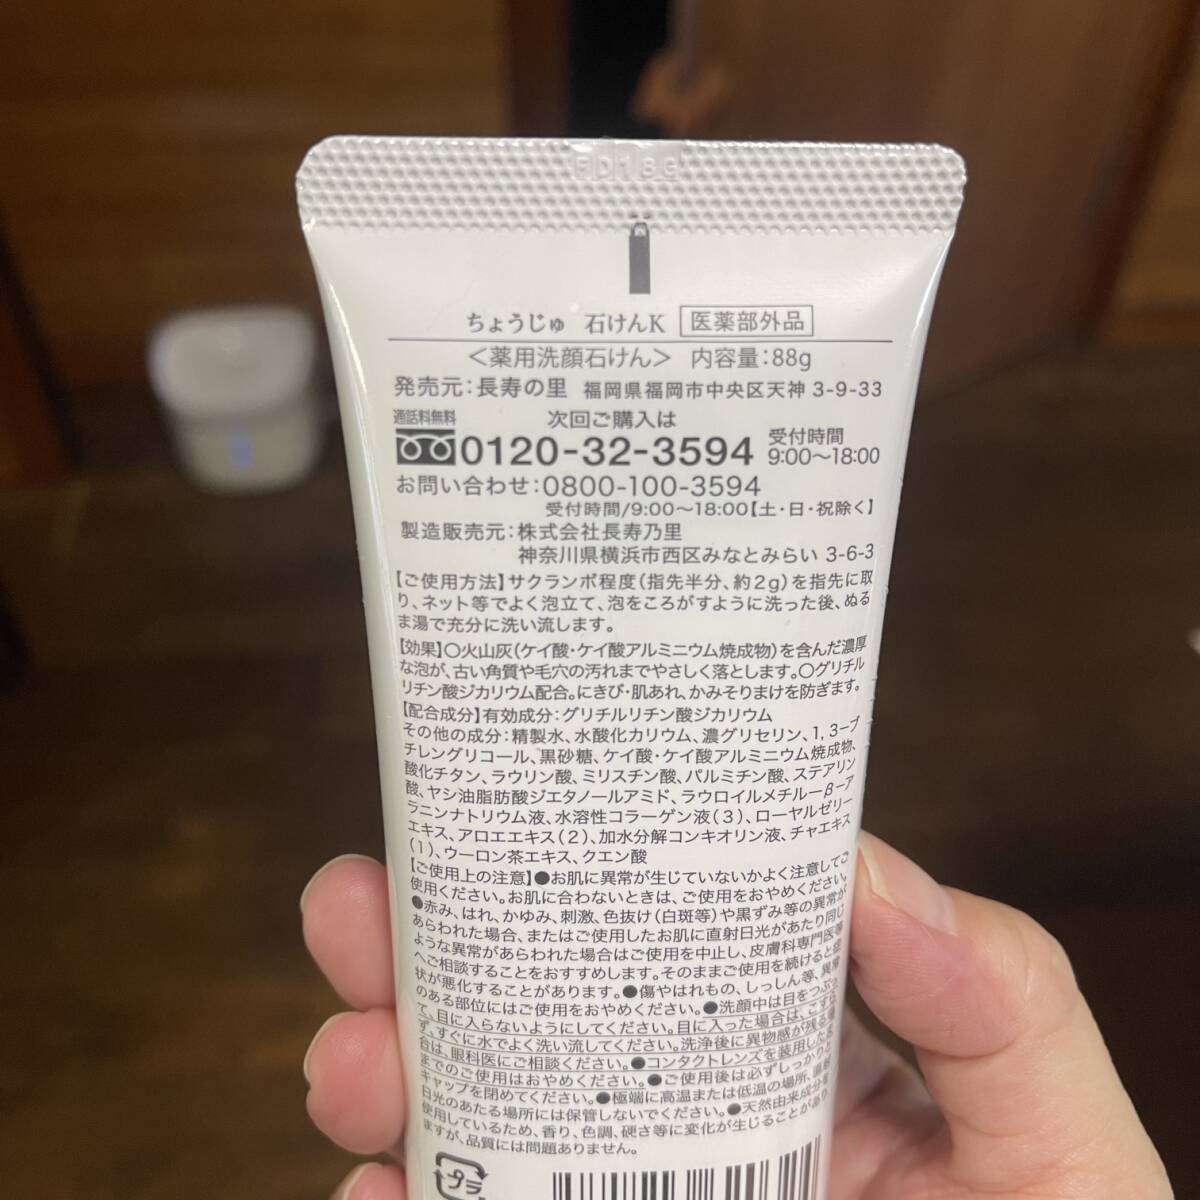 FD18G
ちょうじゅ 石けんK 医薬部外品
<薬用洗顔石けん> 内容量:88g
発売元:長寿の里 福岡県福岡市中央区天神 3-9-33
通話料無料 次回ご購入は
0120-32-3594 受付時間
9:00〜18:00
お問い合わせ:0800-100-3594
受付時間/9:00〜18:00【土・日・祝除く】
製造販売元:株式会社長寿乃里
神奈川県横浜市西区みなとみらい 3-6-3
【ご使用方法】サクランボ程度(指先半分、約2g)を指先に取
り、ネット等でよく泡立て、泡をころがすように洗った後、ぬる
ま湯で充分に洗い流します。
【効果】○火山灰(ケイ酸・ケイ酸アルミニウム焼成物)を含んだ濃厚
な泡が、古い角質や毛穴の汚れまでやさしく落とします。○グリチル
リチン酸ジカリウム配合。にきび・肌あれ、かみそりまけを防ぎます。
【配合成分】有効成分:グリチルリチン酸ジカリウム
その他の成分:精製水、水酸化カリウム、濃グリセリン、1,3-ブ
チレングリコール、黒砂糖、ケイ酸・ケイ酸アルミニウム焼成物、
酸化チタン、ラウリン酸、ミリスチン酸、パルミチン酸、ステアリン
酸、ヤシ油脂肪酸ジエタノールアミド、ラウロイルメチル-β-ア
ラニンナトリウム液、水溶性コラーゲン液(3)、ローヤルゼリー
エキス、アロエエキス(2)、加水分解コンキオリン液、チャエキス
(1)、ウーロン茶エキス、クエン酸
【ご使用上の注意】●お肌に異常が生じていないかよく注意してご
使用ください。お肌に合わないときは、ご使用をおやめください。
●赤み、はれ、かゆみ、刺激、色抜け(白斑等)や黒ずみ等の異常が
あらわれた場合、またはご使用したお肌に直射日光があたり同じ
ような異常があらわれた場合はご使用を中止し、皮膚科専門医等
へご相談することをおすすめします。そのままご使用を続けると症
状が悪化することがあります。●傷やはれもの、しっしん等、異常
のある部位にはご使用をおやめください。●洗顔中は目をつぶっ
て、目に入らないようにしてください。目に入った場合は、こすら
ず、すぐに水でよく洗い流してください。洗浄後に異物感が残る場
合は、眼科医にご相談ください。●コンタクトレンズを装用したま
までのご使用はおやめください。●ご使用後は必ずしっかりと
キャップを閉めてください。●極端に高温または低温の場所、直射
日光のあたる場所には保管しないでください。●天然由来成分を
使用しているため、香り、色調、硬さ等に変化が生じることがあり
ますが、品質には問題ありません。
プラ